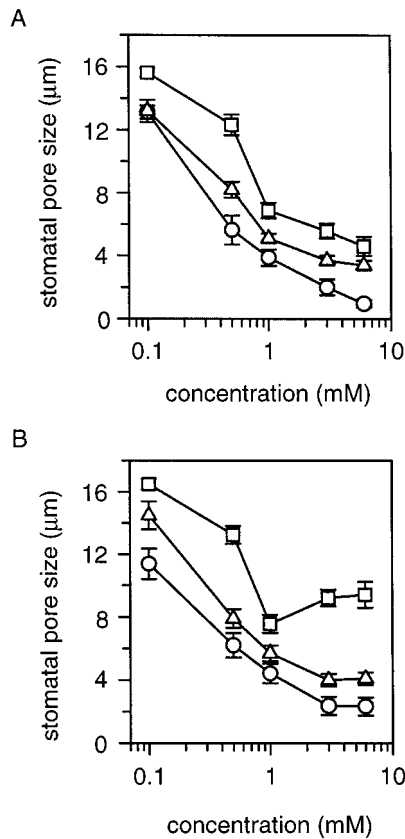 A
stomatal pore size (μm)
16
12
8
4
0
0.1 1 10
concentration (mM)
B
stomatal pore size (μm)
16
12
8
4
0
0.1 1 10
concentration (mM)